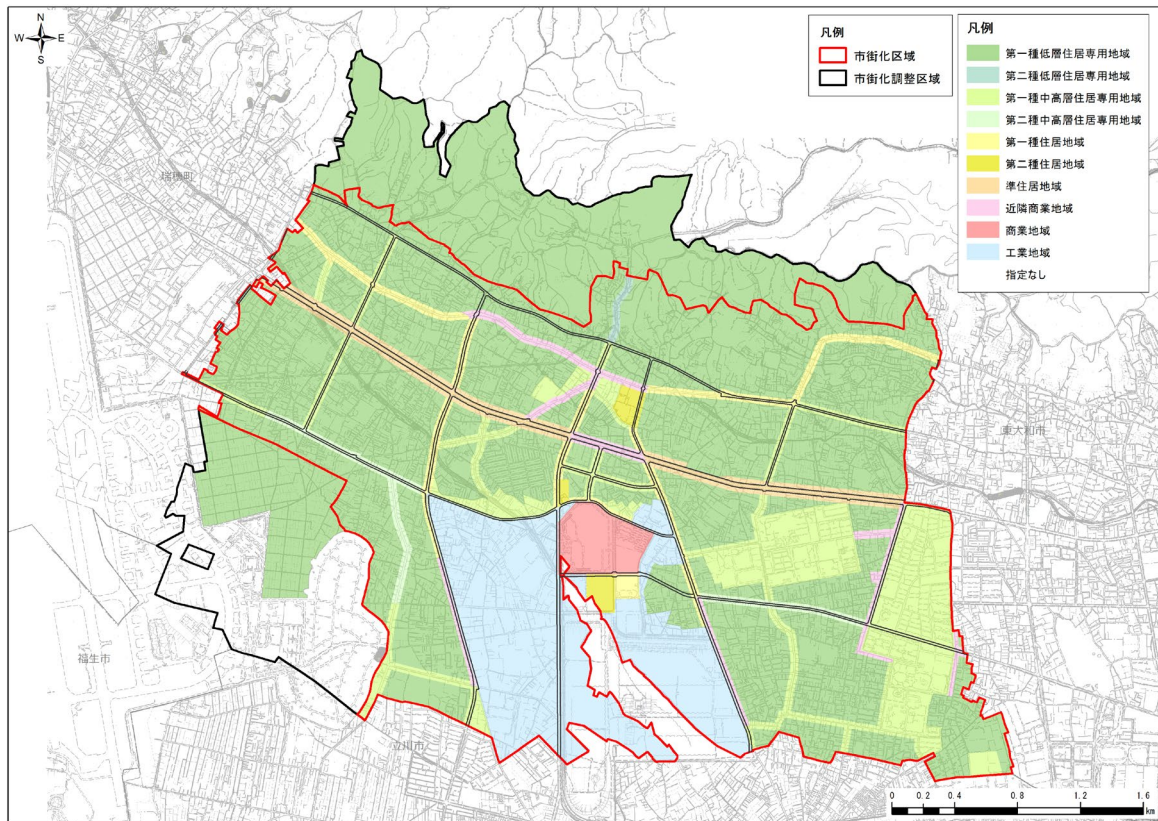 N
W E
S
凡例
市街化区域
市街化調整区域
凡例
第一種低層住居専用地域
第二種低層住居専用地域
第一種中高層住居専用地域
第二種中高層住居専用地域
第一種住居地域
第二種住居地域
準住居地域
近隣商業地域
商業地域
工業地域
指定なし
瑞穂町
東大和市
福生市
立川市
0 0.2 0.4 0.8 1.2 1.6
km